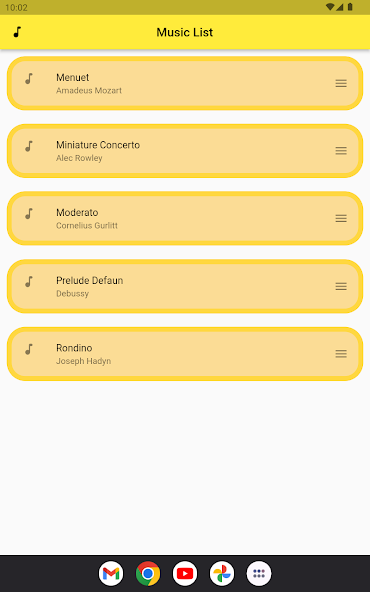 10:02
Music List
Menuet
Amadeus Mozart
Miniature Concerto
Alec Rowley
Moderato
Cornelius Gurlitt
Prelude Defaun
Debussy
Rondino
Joseph Hadyn